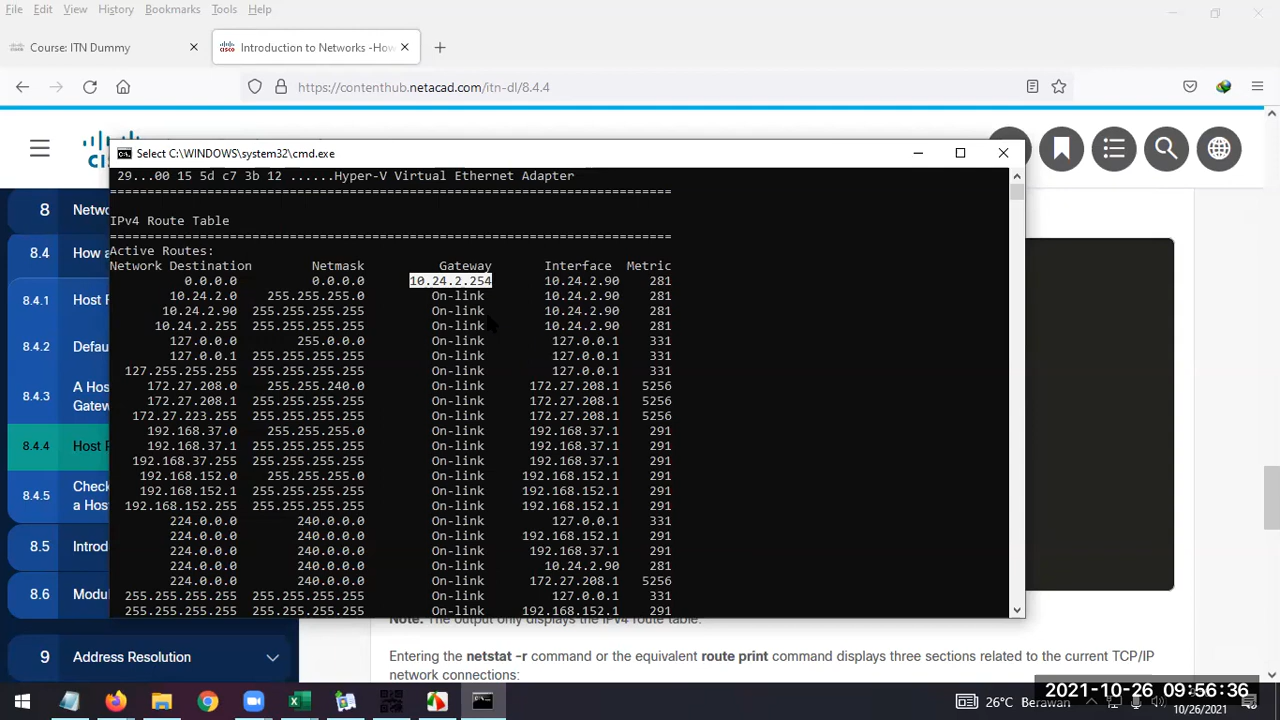 File Edit View History Bookmarks Tools Help
Course: ITN Dummy
Introduction to Networks -How
https://contenthub.netacad.com/itn-dl/8.4.4
Select C:\WINDOWS\system32\cmd.exe
29...00 15 5d c7 3b 12 ......Hyper-V Virtual Ethernet Adapter
===========================================================================
IPv4 Route Table
===========================================================================
Active Routes:
Network Destination Netmask Gateway Interface Metric
0.0.0.0 0.0.0.0 10.24.2.254 10.24.2.90 281
10.24.2.0 255.255.255.0 On-link 10.24.2.90 281
10.24.2.90 255.255.255.255 On-link 10.24.2.90 281
10.24.2.255 255.255.255.255 On-link 10.24.2.90 281
127.0.0.0 255.0.0.0 On-link 127.0.0.1 331
127.0.0.1 255.255.255.255 On-link 127.0.0.1 331
127.255.255.255 255.255.255.255 On-link 127.0.0.1 331
172.27.208.0 255.255.240.0 On-link 172.27.208.1 5256
172.27.208.1 255.255.255.255 On-link 172.27.208.1 5256
172.27.223.255 255.255.255.255 On-link 172.27.208.1 5256
192.168.37.0 255.255.255.0 On-link 192.168.37.1 291
192.168.37.1 255.255.255.255 On-link 192.168.37.1 291
192.168.37.255 255.255.255.255 On-link 192.168.37.1 291
192.168.152.0 255.255.255.0 On-link 192.168.152.1 291
192.168.152.1 255.255.255.255 On-link 192.168.152.1 291
192.168.152.255 255.255.255.255 On-link 192.168.152.1 291
224.0.0.0 240.0.0.0 On-link 127.0.0.1 331
224.0.0.0 240.0.0.0 On-link 192.168.152.1 291
224.0.0.0 240.0.0.0 On-link 192.168.37.1 291
224.0.0.0 240.0.0.0 On-link 10.24.2.90 281
224.0.0.0 240.0.0.0 On-link 172.27.208.1 5256
255.255.255.255 255.255.255.255 On-link 127.0.0.1 331
255.255.255.255 255.255.255.255 On-link 192.168.152.1 291
8 Netwo
8.4 How a
8.4.1 Host F
8.4.2 Defau
8.4.3 A Hos
Gatew
8.4.4 Host F
8.4.5 Check
a Hos
8.5 Introd
8.6 Modu
9 Address Resolution
Note: The output only displays the IPv4 route table.
Entering the netstat -r command or the equivalent route print command displays three sections related to the current TCP/IP
network connections:
26°C Berawan
2021-10-26 09:56:36
10/26/2021